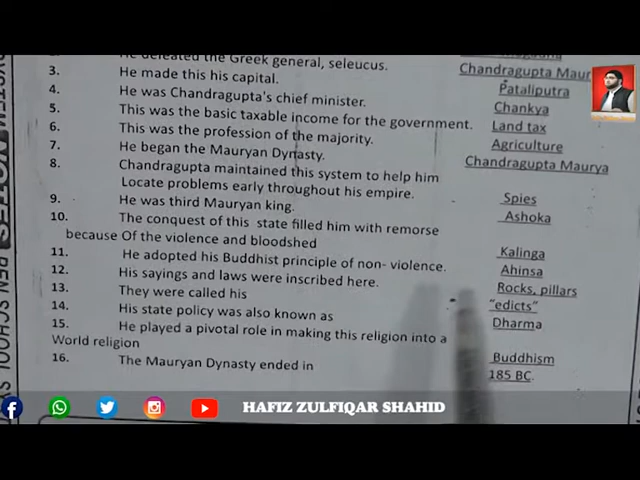 He defeated the Greek general, seleucus.
Chandragupta Maur
3. He made this his capital. Pataliputra
4. He was Chandragupta's chief minister. Chankya
5. This was the basic taxable income for the government. Land tax
6. This was the profession of the majority. Agriculture
7. He began the Mauryan Dynasty. Chandragupta Maurya
8. Chandragupta maintained this system to help him
Locate problems early throughout his empire. Spies
9. He was third Mauryan king. Ashoka
10. The conquest of this state filled him with remorse
because Of the violence and bloodshed Kalinga
11. He adopted his Buddhist principle of non- violence. Ahinsa
12. His sayings and laws were inscribed here. Rocks, pillars
13. They were called his "edicts"
14. His state policy was also known as Dharma
15. He played a pivotal role in making this religion into a
World religion Buddhism
16. The Mauryan Dynasty ended in 185 BC.
HAFIZ ZULFIQAR SHAHID
NOTES
PEN SCHOOL